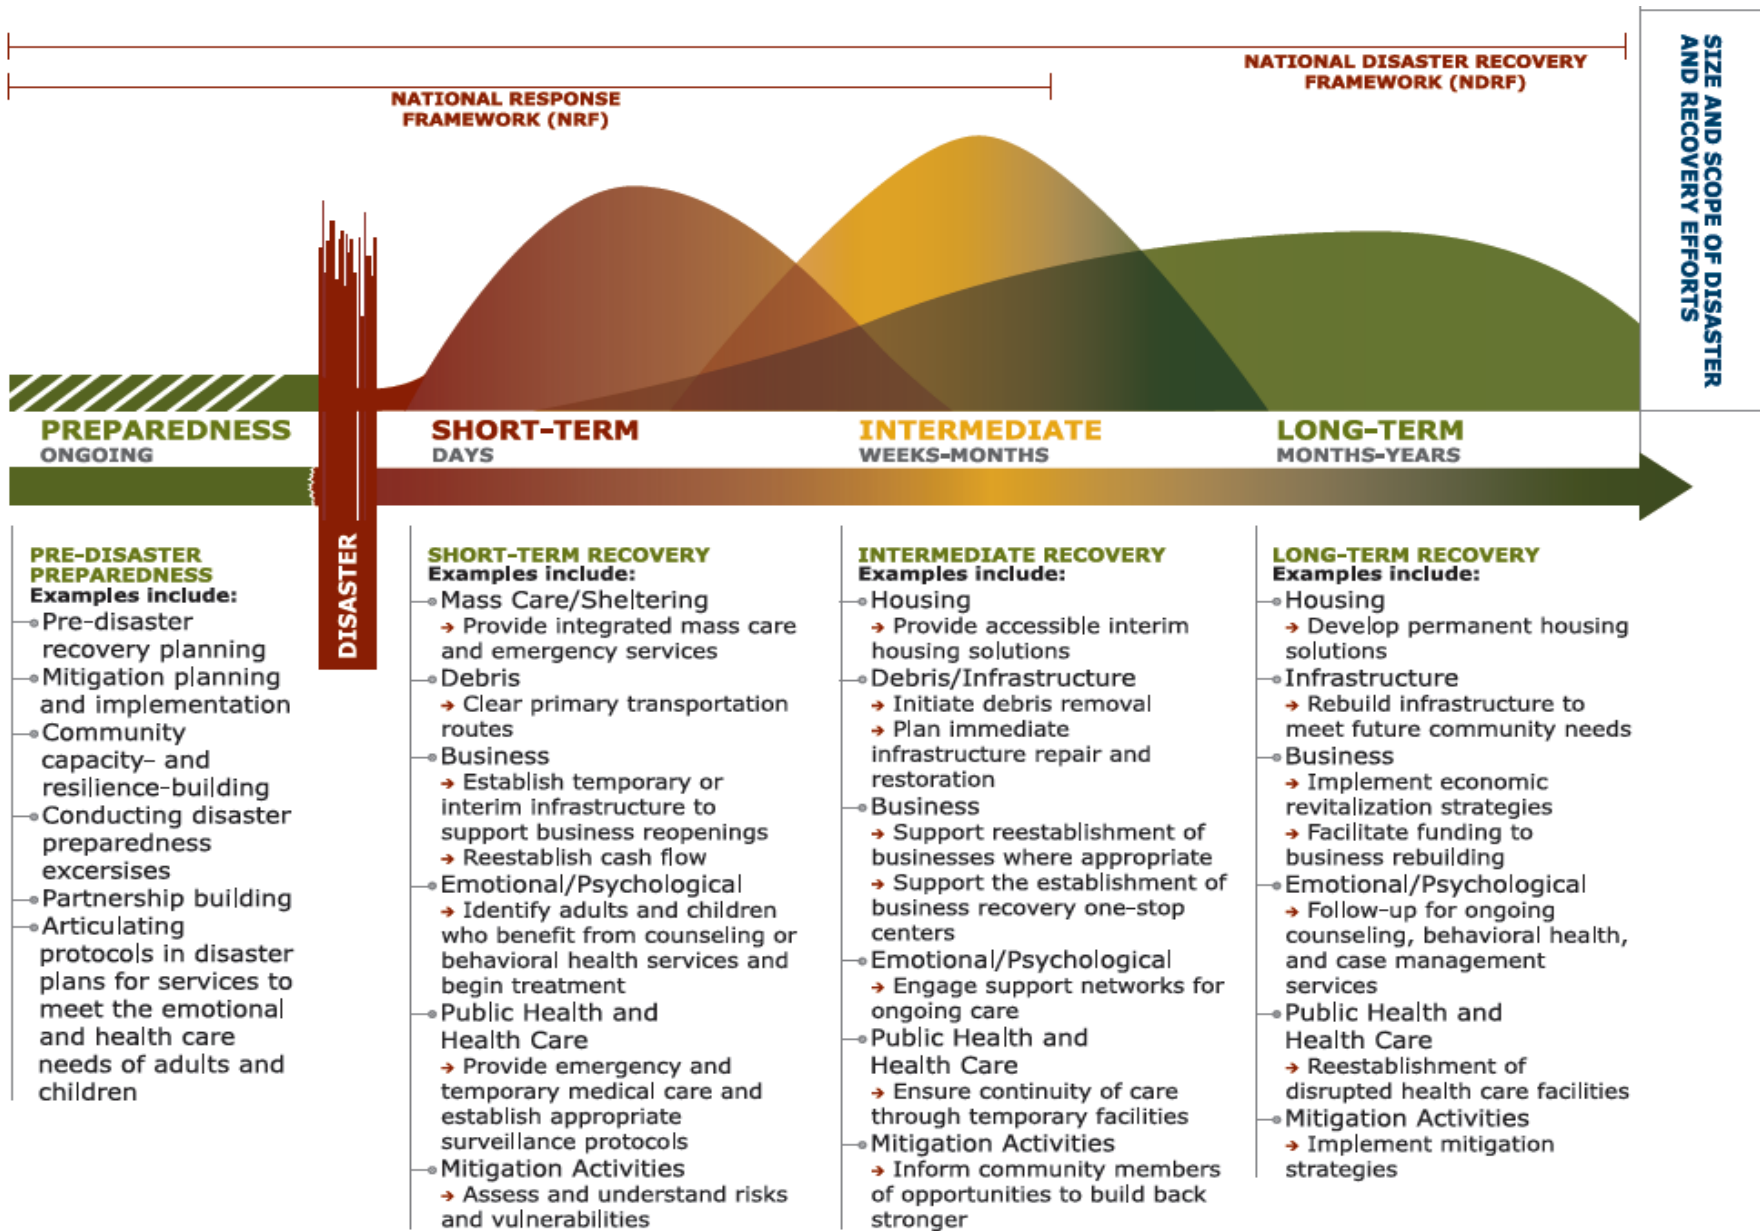 NATIONAL DISASTER RECOVERY
FRAMEWORK (NDRF)
NATIONAL RESPONSE
FRAMEWORK (NRF)
SIZE AND SCOPE OF DISASTER
AND RECOVERY EFFORTS
PREPAREDNESS
ONGOING
SHORT-TERM
DAYS
INTERMEDIATE
WEEKS-MONTHS
LONG-TERM
MONTHS-YEARS
DISASTER
PRE-DISASTER
PREPAREDNESS
Examples include:
Pre-disaster
recovery planning
Mitigation planning
and implementation
Community
capacity- and
resilience-building
Conducting disaster
preparedness
excersises
Partnership building
Articulating
protocols in disaster
plans for services to
meet the emotional
and health care
needs of adults and
children
SHORT-TERM RECOVERY
Examples include:
Mass Care/Sheltering
→ Provide integrated mass care
and emergency services
Debris
→ Clear primary transportation
routes
Business
→ Establish temporary or
interim infrastructure to
support business reopenings
→ Reestablish cash flow
Emotional/Psychological
→ Identify adults and children
who benefit from counseling or
behavioral health services and
begin treatment
Public Health and
Health Care
→ Provide emergency and
temporary medical care and
establish appropriate
surveillance protocols
Mitigation Activities
→ Assess and understand risks
and vulnerabilities
INTERMEDIATE RECOVERY
Examples include:
Housing
→ Provide accessible interim
housing solutions
Debris/Infrastructure
→ Initiate debris removal
→ Plan immediate
infrastructure repair and
restoration
Business
→ Support reestablishment of
businesses where appropriate
→ Support the establishment of
business recovery one-stop
centers
Emotional/Psychological
→ Engage support networks for
ongoing care
Public Health and
Health Care
→ Ensure continuity of care
through temporary facilities
Mitigation Activities
→ Inform community members
of opportunities to build back
stronger
LONG-TERM RECOVERY
Examples include:
Housing
→ Develop permanent housing
solutions
Infrastructure
→ Rebuild infrastructure to
meet future community needs
Business
→ Implement economic
revitalization strategies
→ Facilitate funding to
business rebuilding
Emotional/Psychological
→ Follow-up for ongoing
counseling, behavioral health,
and case management
services
Public Health and
Health Care
→ Reestablishment of
disrupted health care facilities
Mitigation Activities
→ Implement mitigation
strategies